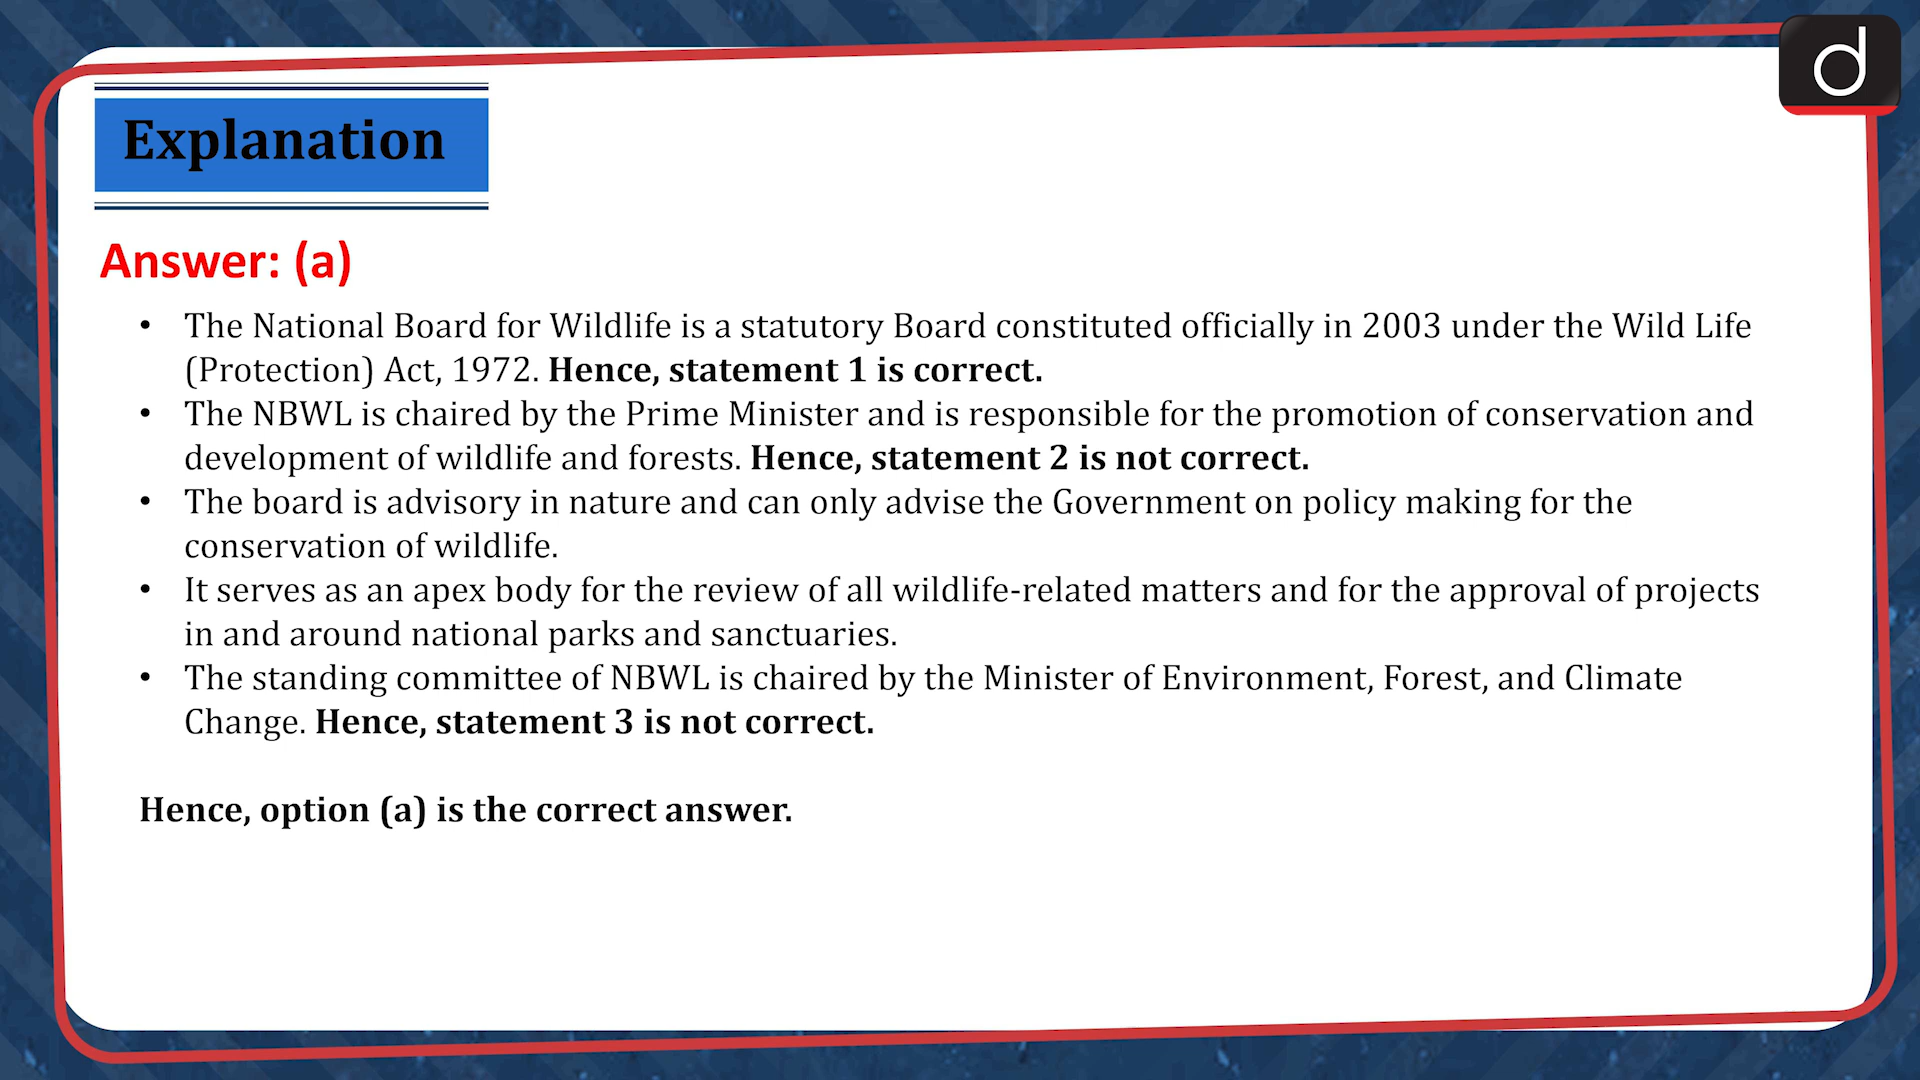 d
Explanation
Answer: (a)
• The National Board for Wildlife is a statutory Board constituted officially in 2003 under the Wild Life
(Protection) Act, 1972. Hence, statement 1 is correct.
• The NBWL is chaired by the Prime Minister and is responsible for the promotion of conservation and
development of wildlife and forests. Hence, statement 2 is not correct.
• The board is advisory in nature and can only advise the Government on policy making for the
conservation of wildlife.
• It serves as an apex body for the review of all wildlife-related matters and for the approval of projects
in and around national parks and sanctuaries.
• The standing committee of NBWL is chaired by the Minister of Environment, Forest, and Climate
Change. Hence, statement 3 is not correct.
Hence, option (a) is the correct answer.